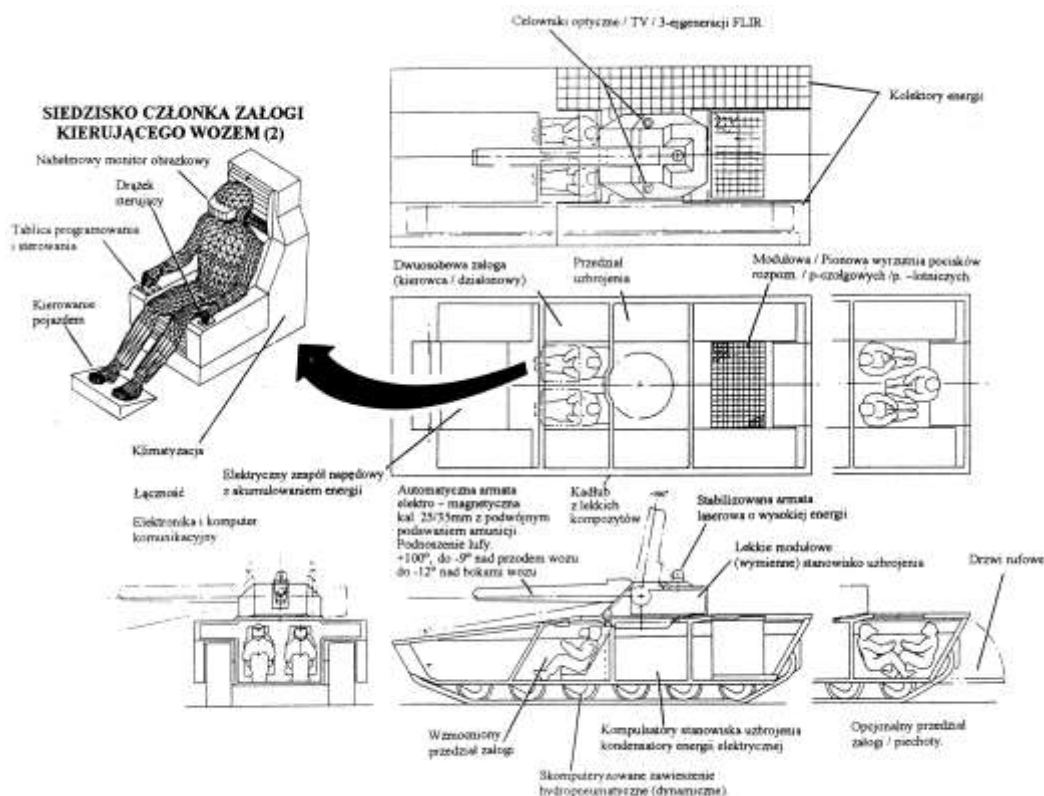 Celowniki optyczne / TV / 3-ejgeneracji FLIR
Kolektory energii
SIEDZISKO CZŁONKA ZAŁOGI
KIERUJĄCEGO WOZEM (2)
Nahełmowy monitor obrazkowy
Drążek
sterujący
Tablica programowania
i sterowania
Kierowanie
pojazdem
Klimatyzacja
Łączność
Elektronika i komputer
komunikacyjny
Dwuosobowa załoga
(kierowca / działonowy)
Przedział
uzbrojenia
Modułowa / Pionowa wyrzutnia pocisków
rozpozn. / p-czołgowych /p. -lotniczych
Elektryczny zespół napędowy
z akumulowaniem energii
Automatyczna armata
elektro – magnetyczna
kal. 25/35mm z podwójnym
podawaniem amunicji
Podnoszenie lufy.
+100°, do -9° nad przodem wozu
do -12° nad bokami wozu
Kadłub
z lekkich
kompozytów
+100°
Stabilizowana armata
laserowa o wysokiej energii
Lekkie modułowe
(wymienne) stanowisko uzbrojenia
Drzwi rufowe
Wzmocniony
przedział załogi
Kompulsatory stanowiska uzbrojenia
kondensatory energii elektrycznej
Opcjonalny przedział
załogi / piechoty.
Skomputeryzowane zawieszenie
hydropneumatyczne (dynamiczne).